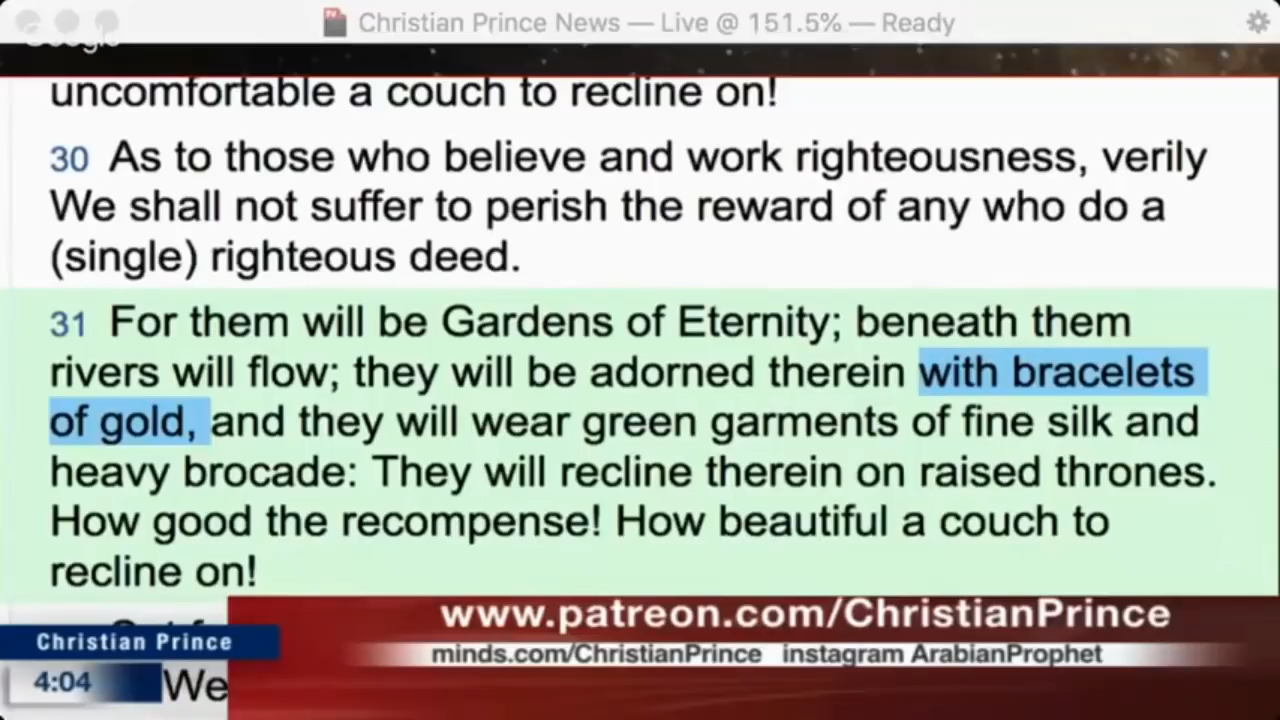 Christian Prince News — Live @ 151.5% — Ready
Google
uncomfortable a couch to recline on!
30 As to those who believe and work righteousness, verily
We shall not suffer to perish the reward of any who do a
(single) righteous deed.
31 For them will be Gardens of Eternity; beneath them
rivers will flow; they will be adorned therein with bracelets
of gold, and they will wear green garments of fine silk and
heavy brocade: They will recline therein on raised thrones.
How good the recompense! How beautiful a couch to
recline on!
www.patreon.com/ChristianPrince
Christian Prince
minds.com/ChristianPrince instagram ArabianProphet
4:04
We